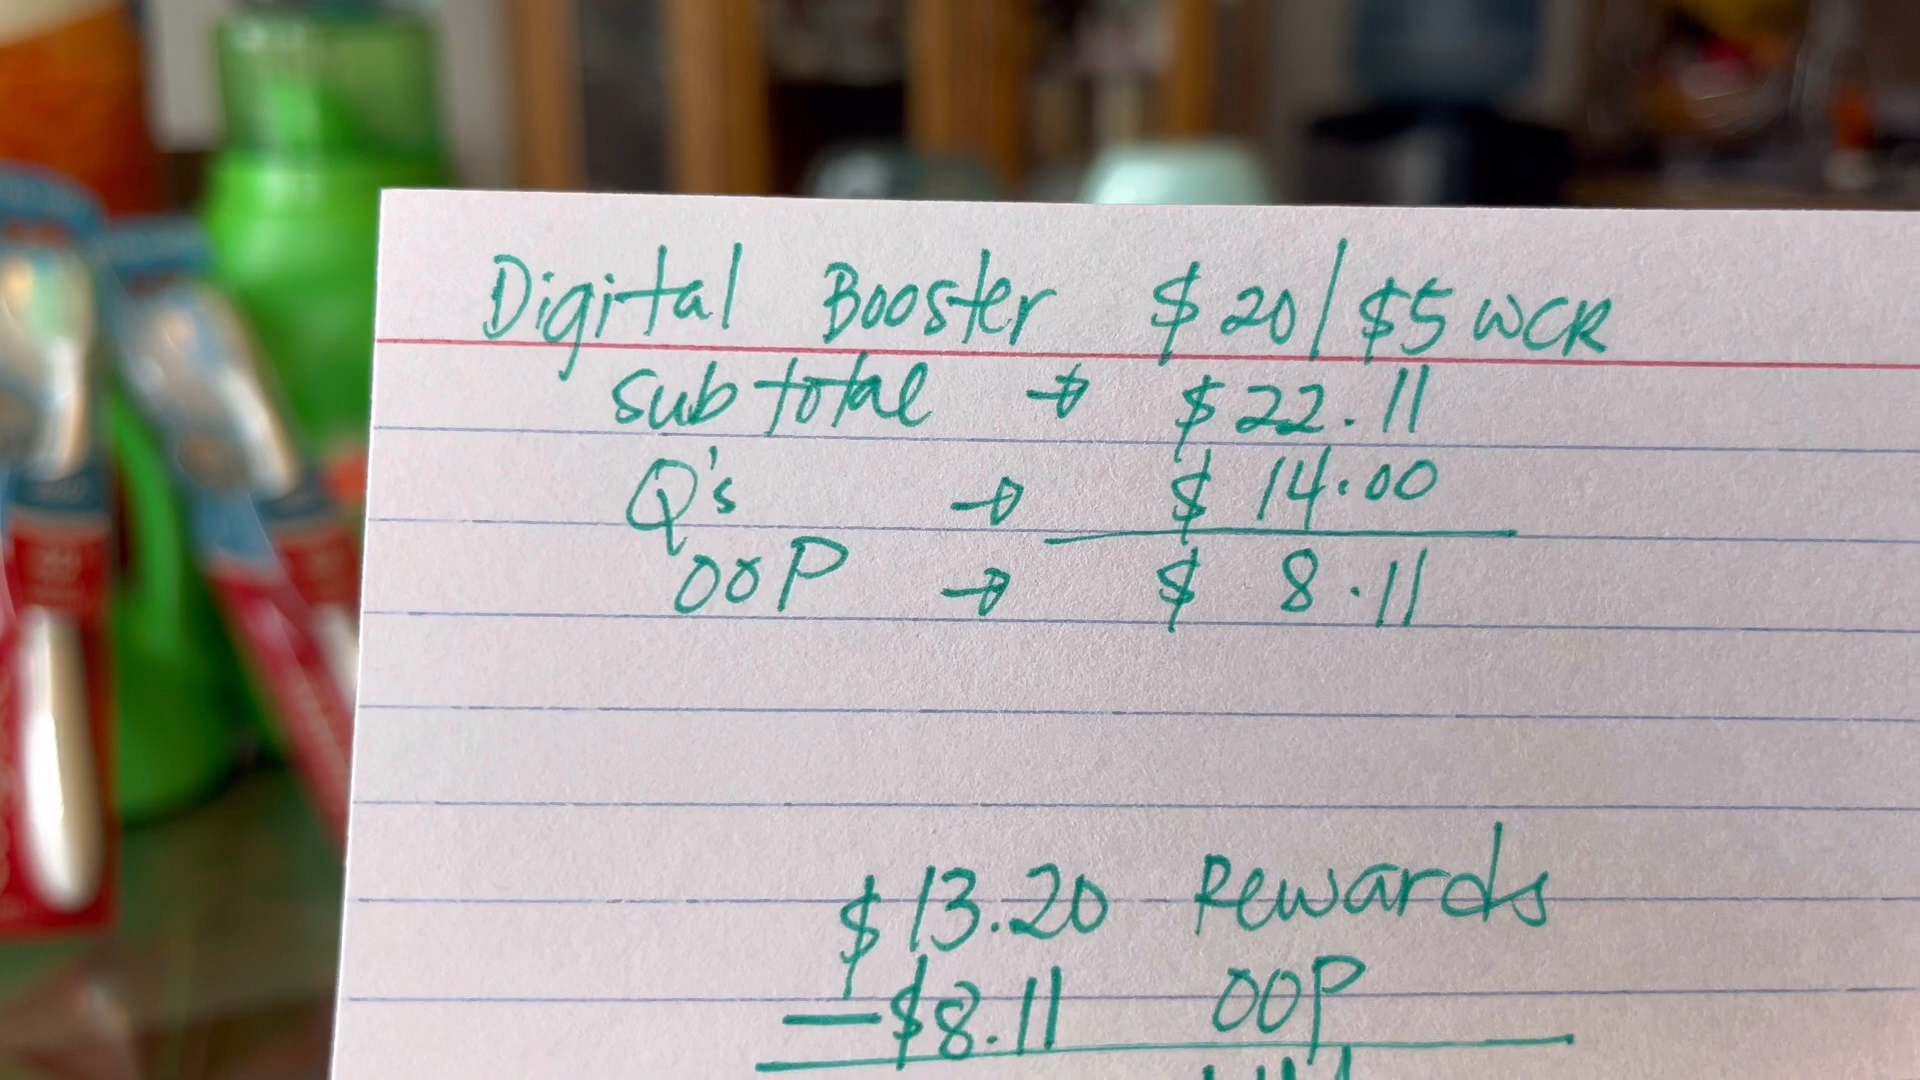 Digital Booster $20/$5 WCR
Subtotal → $22.11
Q's → $ 14.00
OOP → $ 8.11
$13.20 Rewards
-$8.11 OOP